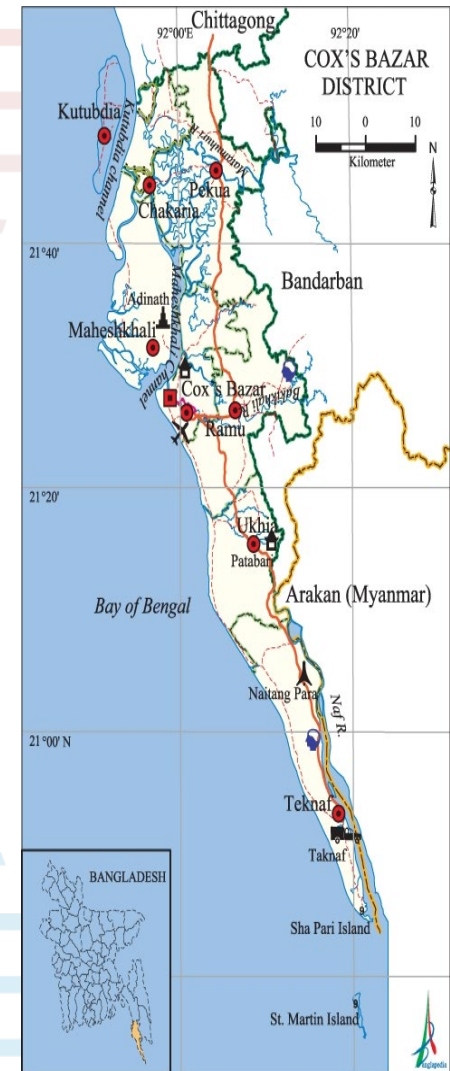 Chittagong
92°00'E
92°20'
COX'S BAZAR
DISTRICT
10 0 10
Kilometer
N
Kutubdia
Kutubdia channel
Matamuhuri R.
Pekua
Chakaria
21°40'
Bandarban
Maheshkhali Channel
Adinath
Maheshkhali
Cox's Bazar
Bakkhali R.
Ramu
21°20'
Ukhia
Pataban
Arakan (Myanmar)
Bay of Bengal
Naitang Para
Naf R.
21°00' N
Teknaf
Taknaf
BANGLADESH
Sha Pari Island
St. Martin Island
Banglapedia